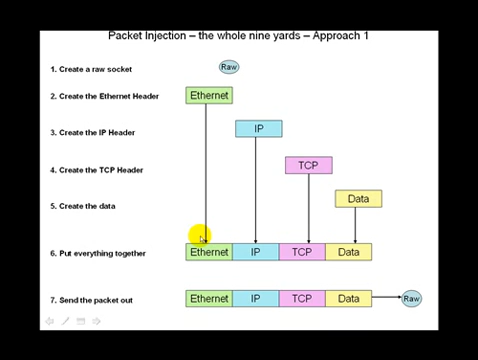 Packet Injection – the whole nine yards – Approach 1
1. Create a raw socket
Raw
2. Create the Ethernet Header
Ethernet
3. Create the IP Header
IP
4. Create the TCP Header
TCP
5. Create the data
Data
6. Put everything together
Ethernet IP TCP Data
7. Send the packet out
Ethernet IP TCP Data Raw